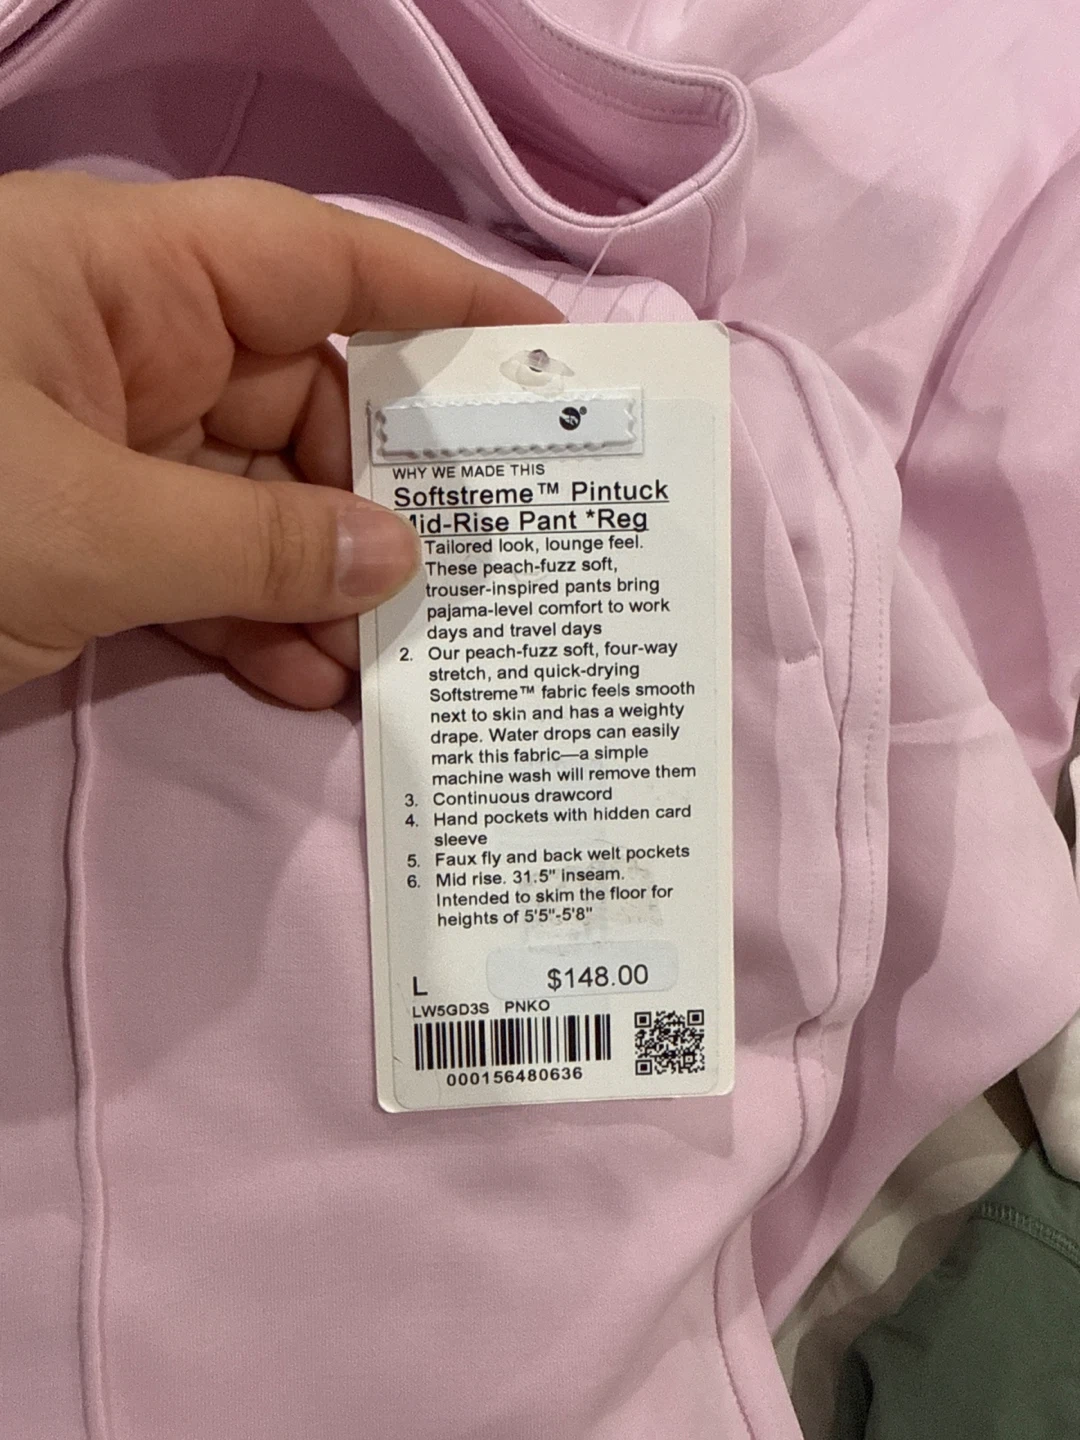 WHY WE MADE THIS
Softstreme™ Pintuck
Mid-Rise Pant *Reg
Tailored look, lounge feel.
These peach-fuzz soft,
trouser-inspired pants bring
pajama-level comfort to work
days and travel days
2. Our peach-fuzz soft, four-way
stretch, and quick-drying
Softstreme™ fabric feels smooth
next to skin and has a weighty
drape. Water drops can easily
mark this fabric—a simple
machine wash will remove them
3. Continuous drawcord
4. Hand pockets with hidden card
sleeve
5. Faux fly and back welt pockets
6. Mid rise. 31.5" inseam.
Intended to skim the floor for
heights of 5'5"-5'8"
L
$148.00
LW5GD3S PNKO
000156480636